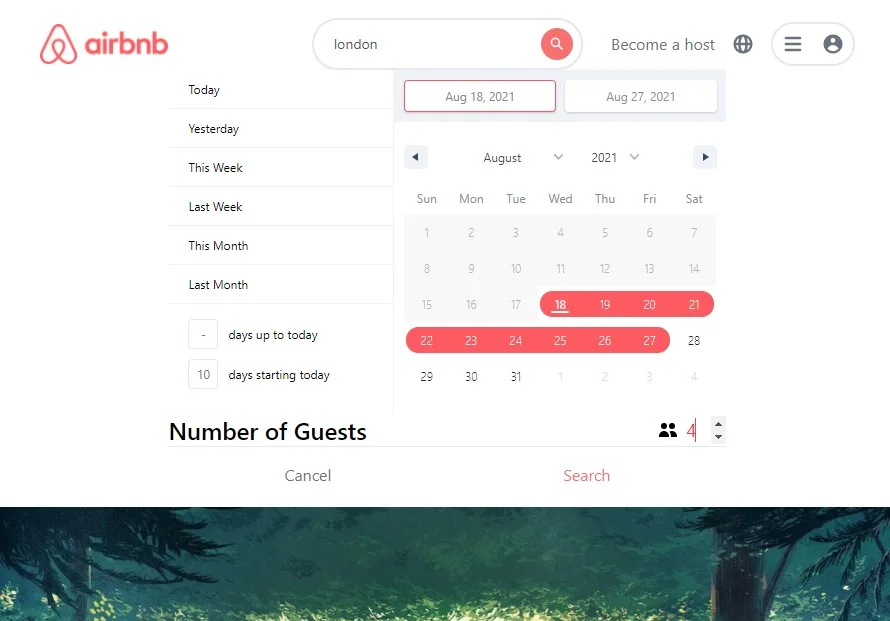 airbnb
london
Become a host
Today
Yesterday
This Week
Last Week
This Month
Last Month
- days up to today
10 days starting today
Aug 18, 2021 Aug 27, 2021
August 2021
Sun Mon Tue Wed Thu Fri Sat
1 2 3 4 5 6 7
8 9 10 11 12 13 14
15 16 17 18 19 20 21
22 23 24 25 26 27 28
29 30 31 1 2 3 4
Number of Guests 4
Cancel Search